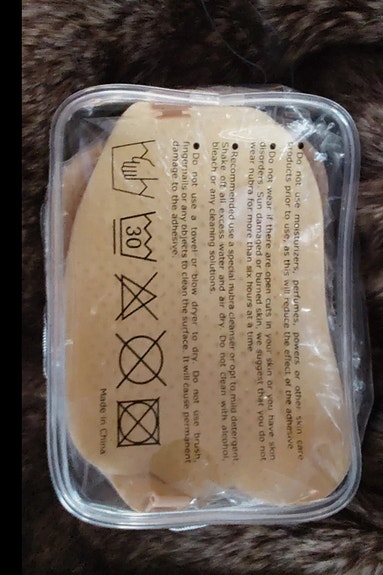 ● Do not use moisturizers, perfumes, powers or other skin care
products prior to use, as this will reduce the effect of the adhesive
● Do not wear if there are open cuts in your skin or you have skin
disorders. Sun damaged or burned skin, we suggest that you do not
wear nubra for more than six hours at a time
● Recommended use a special nubra cleanser or opt to mild detergent
Shake off all excess water and air dry. Do not Clean with alcohol,
bleach or any cleaning solutions.
● Do not use a towel or blow dryer to dry. Do not use brush
fingernails or any objects to clean the surface. It will cause permanent
damage to the adhesive.
30
Made in China